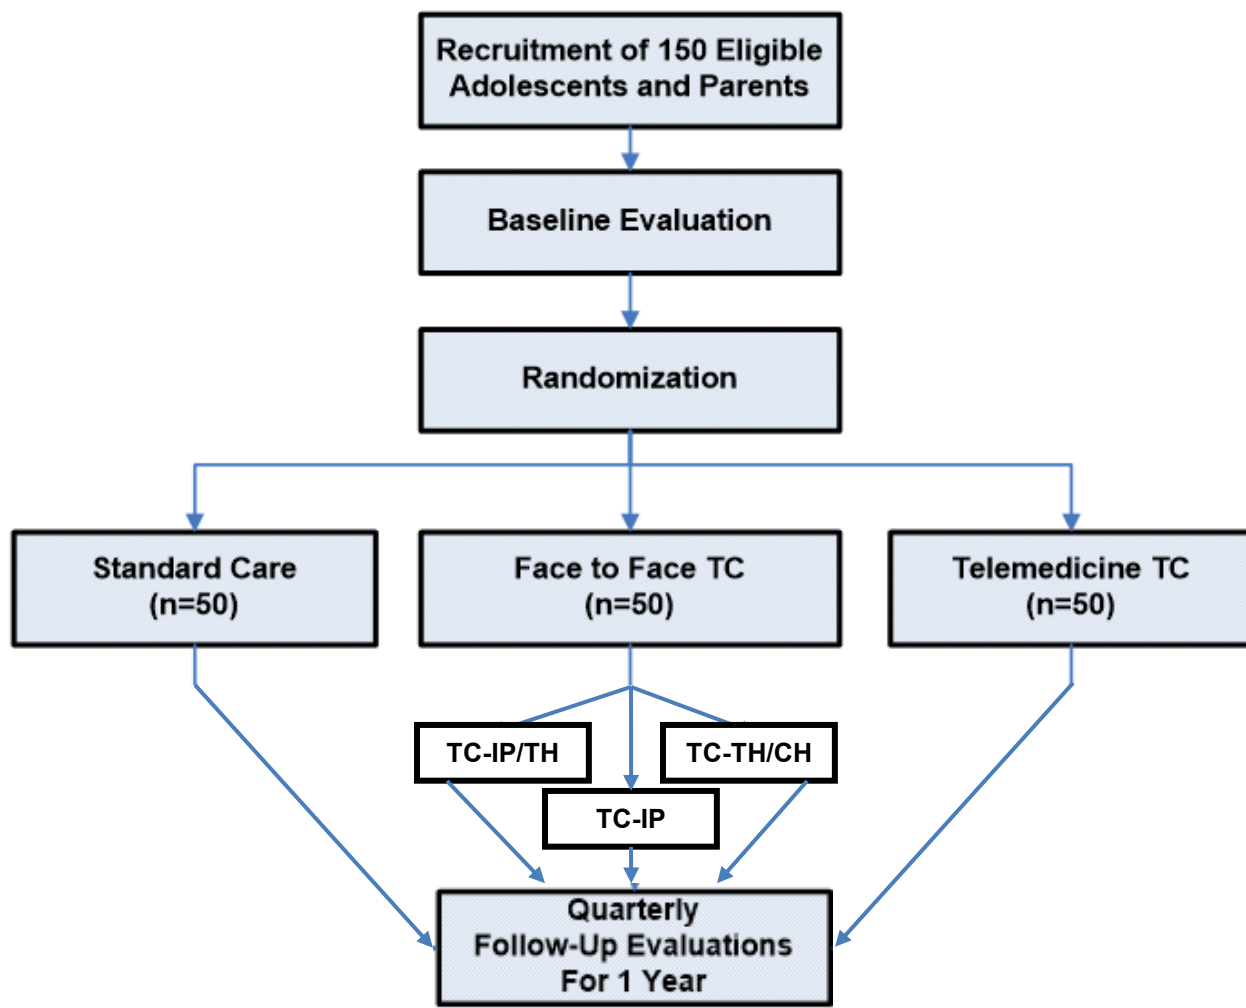 Recruitment of 150 Eligible
Adolescents and Parents
Baseline Evaluation
Randomization
Standard Care
(n=50)
Face to Face TC
(n=50)
Telemedicine TC
(n=50)
TC-IP/TH
TC-TH/CH
TC-IP
Quarterly
Follow-Up Evaluations
For 1 Year